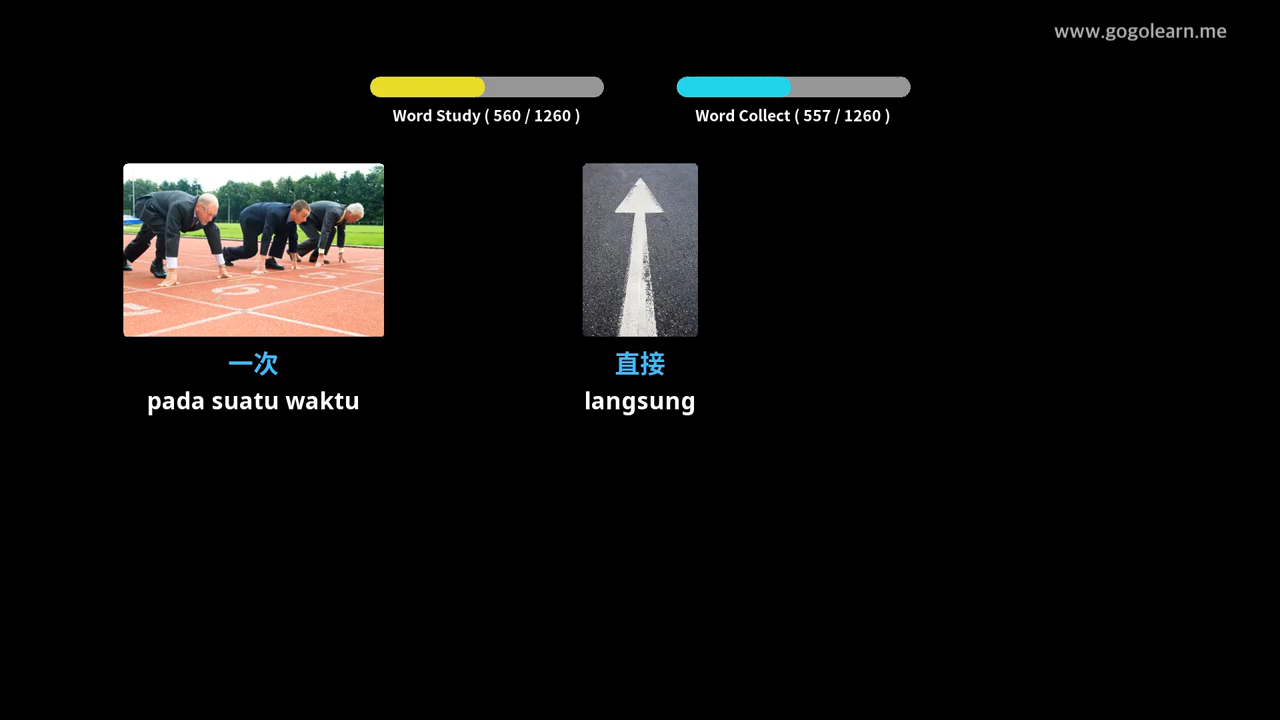 www.gogolearn.me
Word Study ( 560 / 1260 )
Word Collect ( 557 / 1260 )
一次
pada suatu waktu
直接
langsung